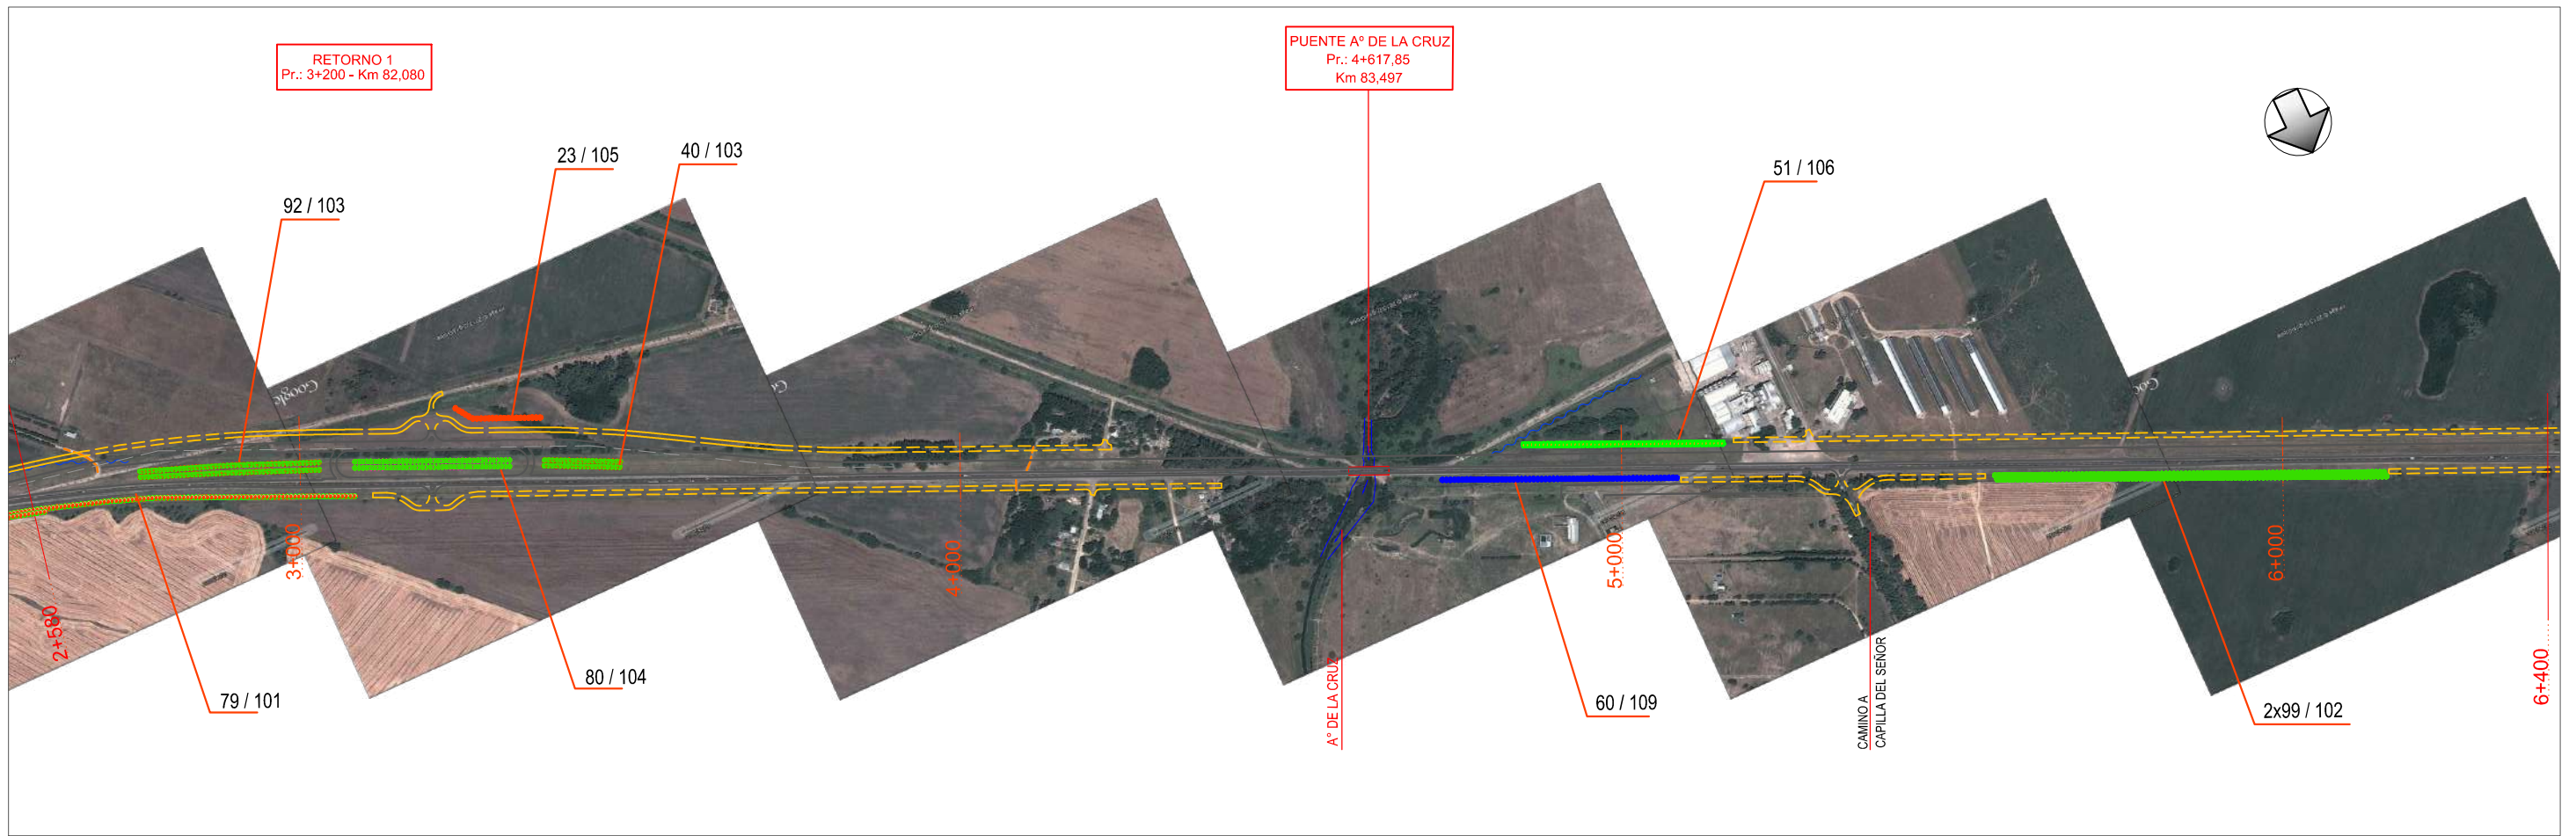 RETORNO 1
Pr.: 3+200 - Km 82,080
PUENTE Aº DE LA CRUZ
Pr.: 4+617,85
Km 83,497
23 / 105
40 / 103
51 / 106
92 / 103
Google
2+580
3+000
4+000
5+000
6+000
6+400
79 / 101
80 / 104
60 / 109
2x99 / 102
Aº DE LA CRUZ
CAMINO A
CAPILLA DEL SEÑOR